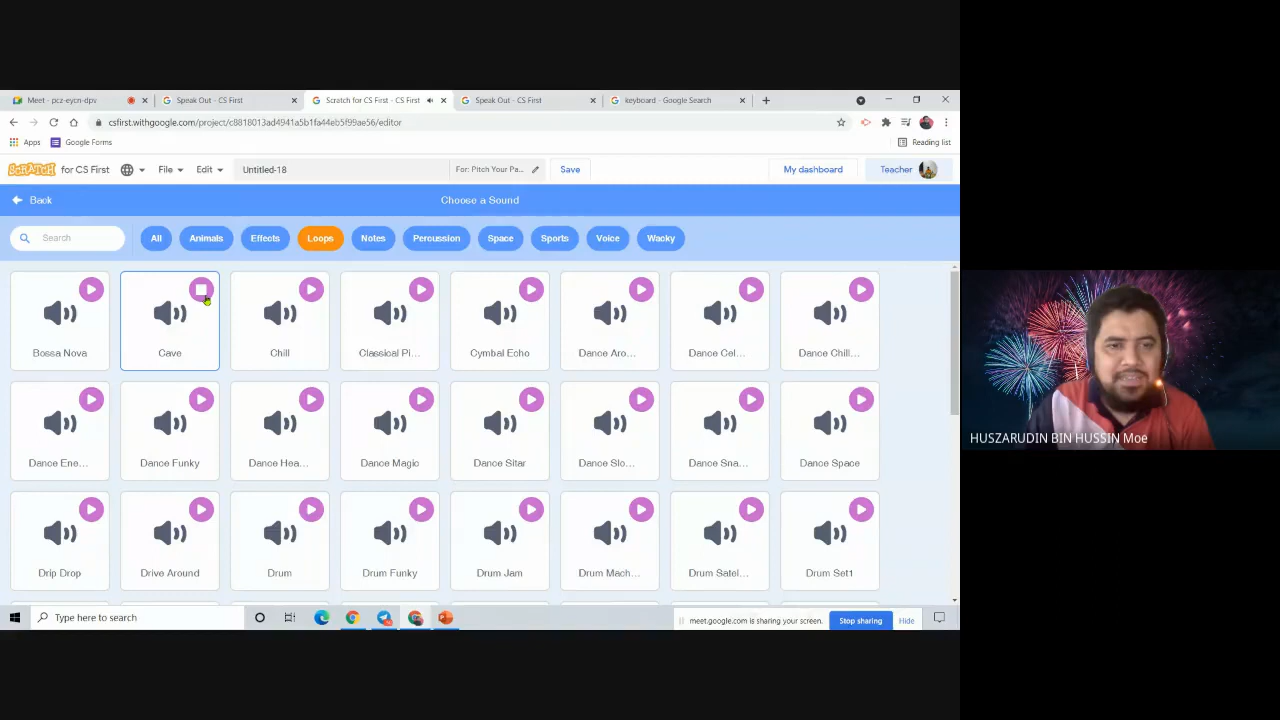 Meet - pcz-eycn-dpv
Speak Out - CS First
Scratch for CS First - CS First
Speak Out - CS First
keyboard - Google Search
csfirst.withgoogle.com/project/c8818013ad4941a5b1fa44eb5f99ae56/editor
Apps
Google Forms
Reading list
SCRATCH for CS First
File
Edit
Untitled-18
For: Pitch Your Pa...
Save
My dashboard
Teacher
Back
Choose a Sound
Search
All
Animals
Effects
Loops
Notes
Percussion
Space
Sports
Voice
Wacky
Bossa Nova
Cave
Chill
Classical Pi...
Cymbal Echo
Dance Aro...
Dance Cel...
Dance Chill...
Dance Ene...
Dance Funky
Dance Hea...
Dance Magic
Dance Sitar
Dance Slo...
Dance Sna...
Dance Space
Drip Drop
Drive Around
Drum
Drum Funky
Drum Jam
Drum Mach...
Drum Satel...
Drum Set1
Type here to search
meet.google.com is sharing your screen.
Stop sharing
Hide
HUSZARUDIN BIN HUSSIN Moe